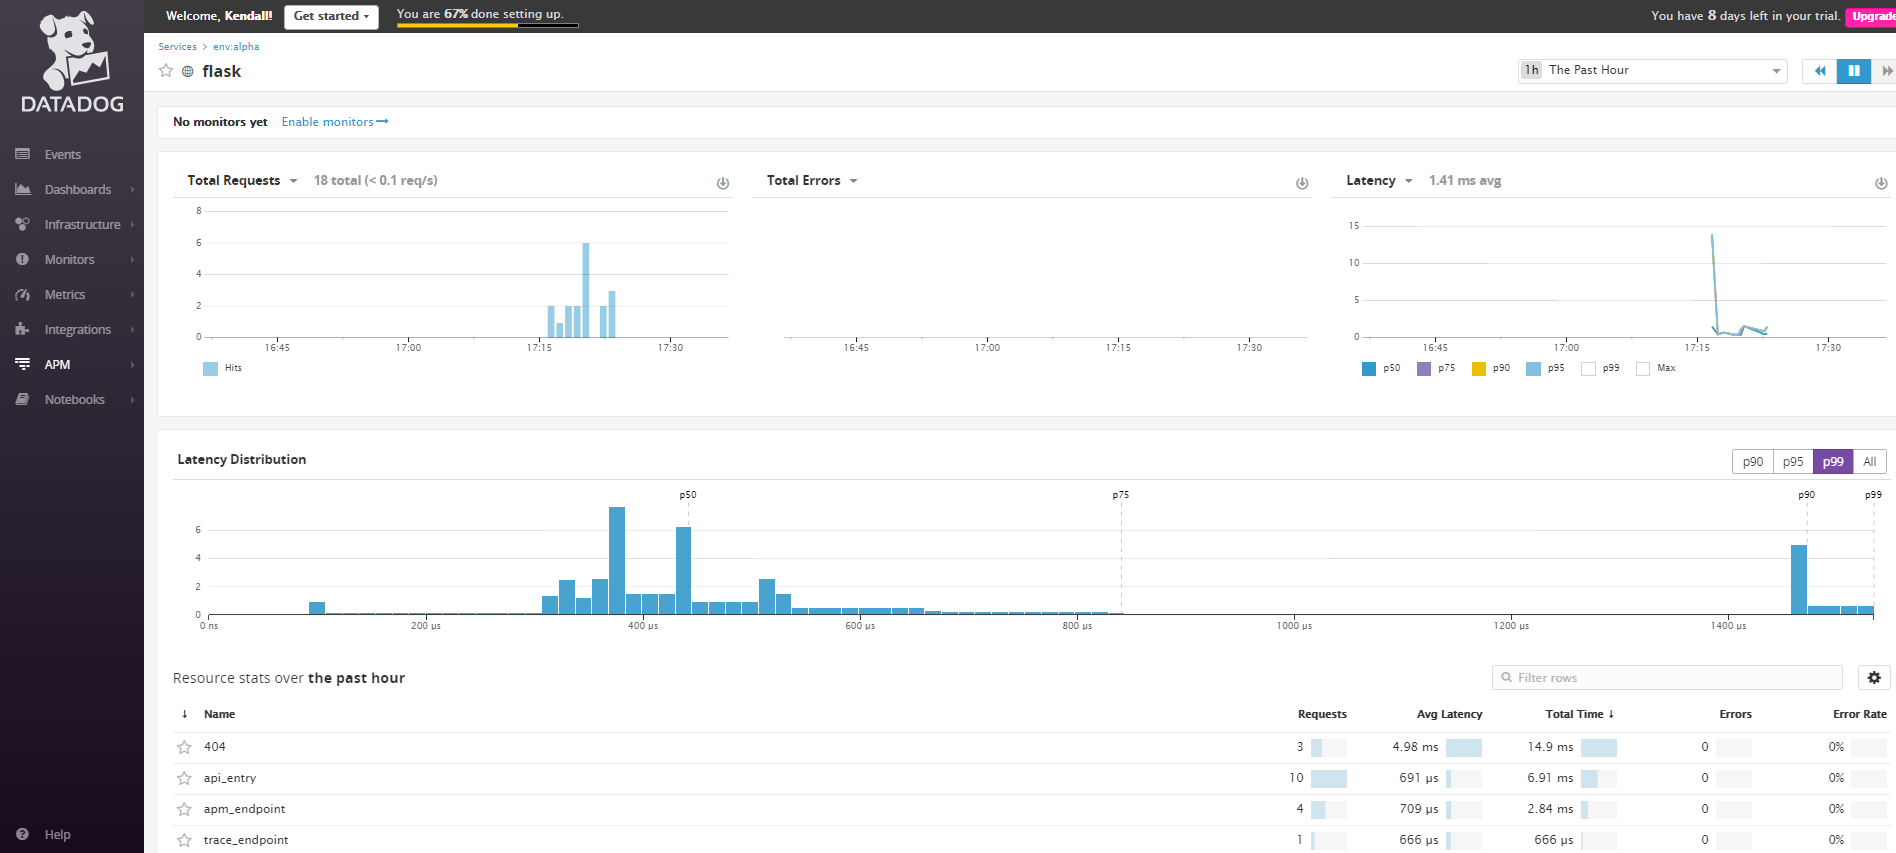 DATADOG
Events
Dashboards
Infrastructure
Monitors
Metrics
Integrations
APM
Notebooks
Help
Welcome, Kendall! Get started You are 67% done setting up. You have 8 days left in your trial.
Services > env:alpha
flask 1h The Past Hour
No monitors yet Enable monitors
Total Requests 18 total (< 0.1 req/s)
8
6
4
2
0
16:45 17:00 17:15 17:30
Hits
Total Errors
16:45 17:00 17:15 17:30
Latency 1.41 ms avg
15
10
5
0
16:45 17:00 17:15 17:30
p50 p75 p90 p95 p99 Max
Latency Distribution p90 p95 p99 All
p50 p75 p90 p99
6
4
2
0
0 ns 200 µs 400 µs 600 µs 800 µs 1000 µs 1200 µs 1400 µs
Resource stats over the past hour Filter rows
↓ Name Requests Avg Latency Total Time ↓ Errors Error Rate
404 3 4.98 ms 14.9 ms 0 0%
api_entry 10 691 µs 6.91 ms 0 0%
apm_endpoint 4 709 µs 2.84 ms 0 0%
trace_endpoint 1 666 µs 666 µs 0 0%